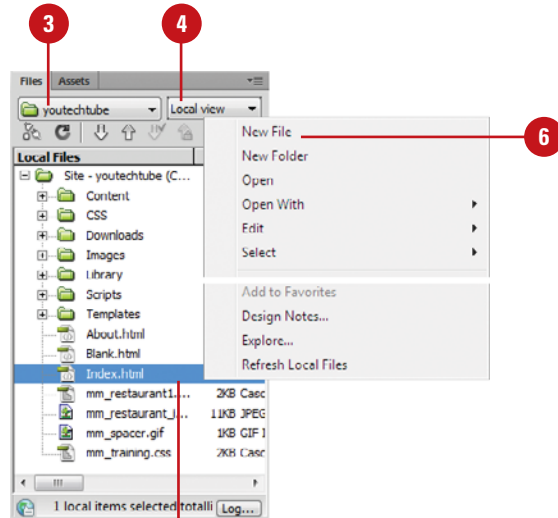 3 4
Files Assets
youtechtube Local view
New File 6
New Folder
Open
Open With
Edit
Select
Add to Favorites
Design Notes...
Explore...
Refresh Local Files
Local Files
Site - youtechtube (C...
Content
CSS
Downloads
Images
Library
Scripts
Templates
About.html
Blank.html
Index.html
mm_restaurant1.... 2KB Casc
mm_restaurant_i... 11KB JPEG
mm_spacer.gif 1KB GIF I
mm_training.css 2KB Casc
1 local items selected totalli Log...